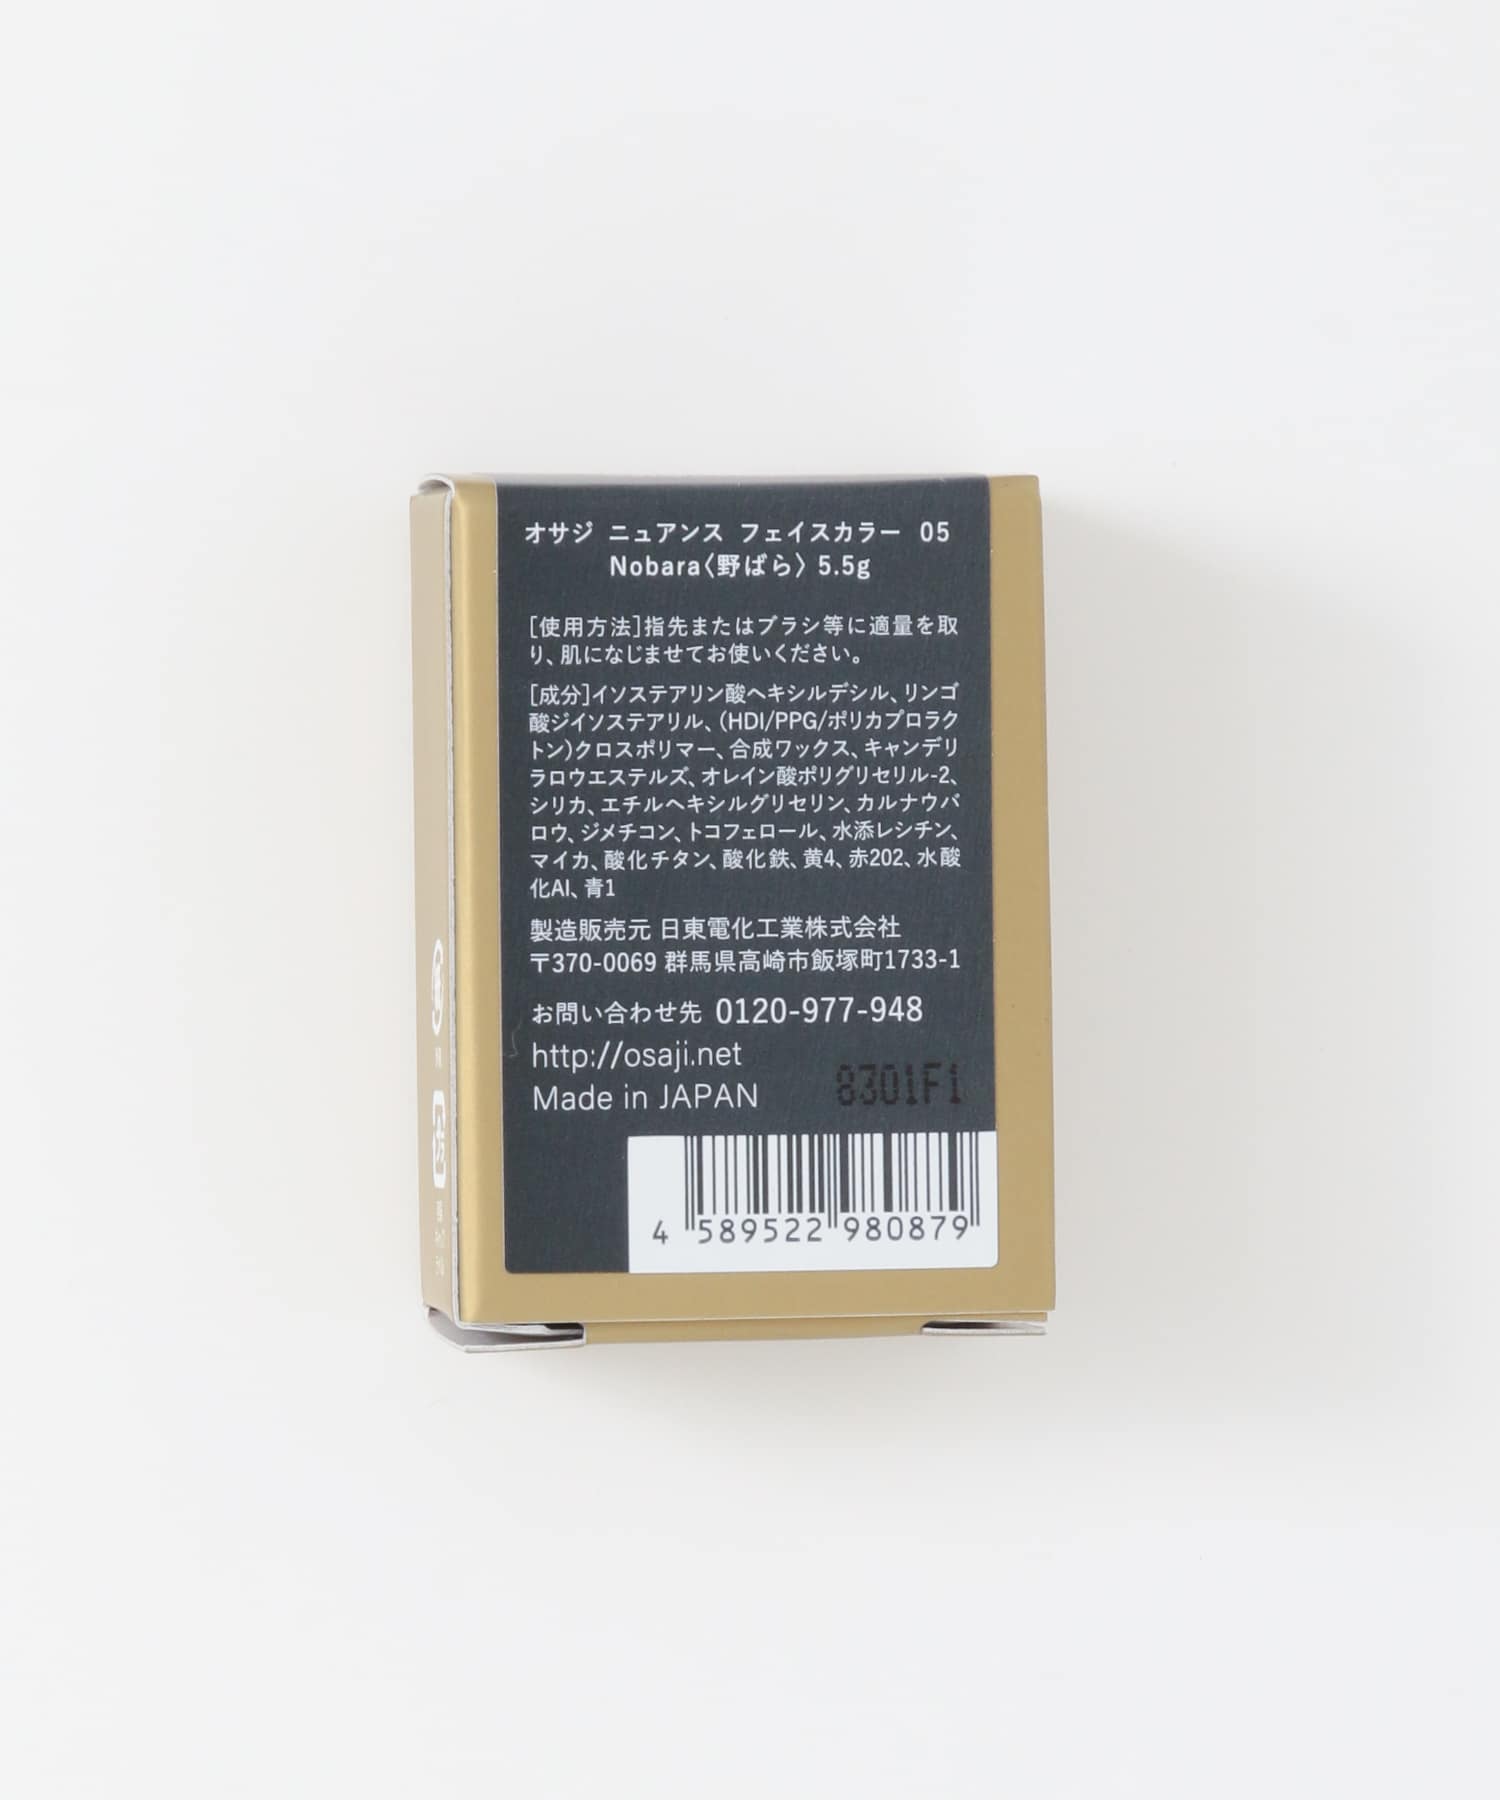 オサジ ニュアンス フェイスカラー 05
Nobara〈野ばら〉5.5g
[使用方法]指先またはブラシ等に適量を取
り、肌になじませてお使いください。
[成分]イソステアリン酸ヘキシルデシル、リンゴ
酸ジイソステアリル、(HDI/PPG/ポリカプロラク
トン)クロスポリマー、合成ワックス、キャンデリ
ラロウエステルズ、オレイン酸ポリグリセリル-2、
シリカ、エチルヘキシルグリセリン、カルナウバ
ロウ、ジメチコン、トコフェロール、水添レシチン、
マイカ、酸化チタン、酸化鉄、黄4、赤202、水酸
化Al、青1
製造販売元 日東電化工業株式会社
〒370-0069 群馬県高崎市飯塚町1733-1
お問い合わせ先 0120-977-948
http://osaji.net
Made in JAPAN
8301F1
4 589522 980879